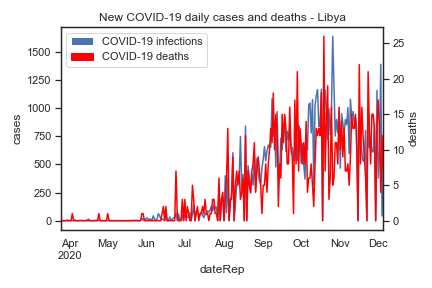 New COVID-19 daily cases and deaths - Libya
COVID-19 infections
COVID-19 deaths
1500
1250
1000
750
500
250
0
cases
25
20
15
10
5
0
deaths
Apr May Jun Jul Aug Sep Oct Nov Dec
2020
dateRep